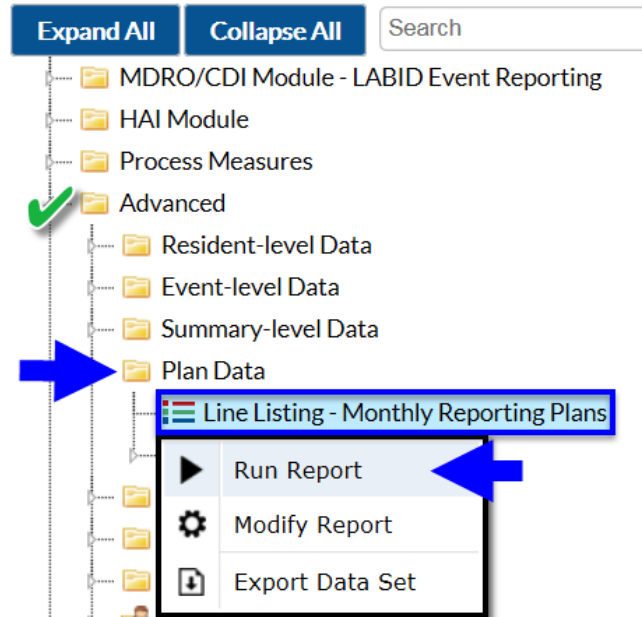 Expand All Collapse All Search
MDRO/CDI Module - LABID Event Reporting
HAI Module
Process Measures
Advanced
Resident-level Data
Event-level Data
Summary-level Data
Plan Data
Line Listing - Monthly Reporting Plans
Run Report
Modify Report
Export Data Set